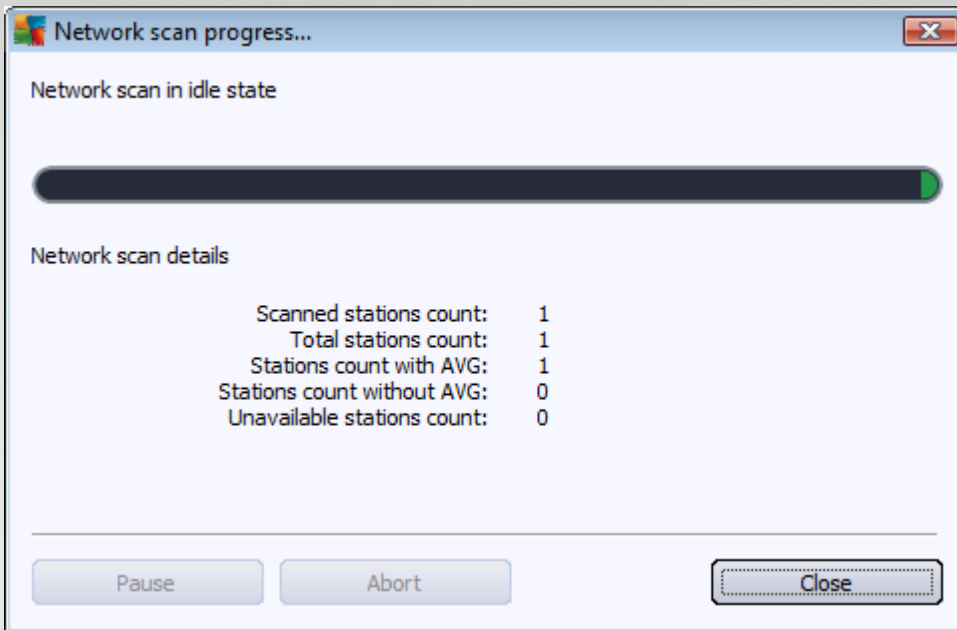 Network scan progress...
Network scan in idle state
Network scan details
Scanned stations count: 1
Total stations count: 1
Stations count with AVG: 1
Stations count without AVG: 0
Unavailable stations count: 0
Pause Abort Close